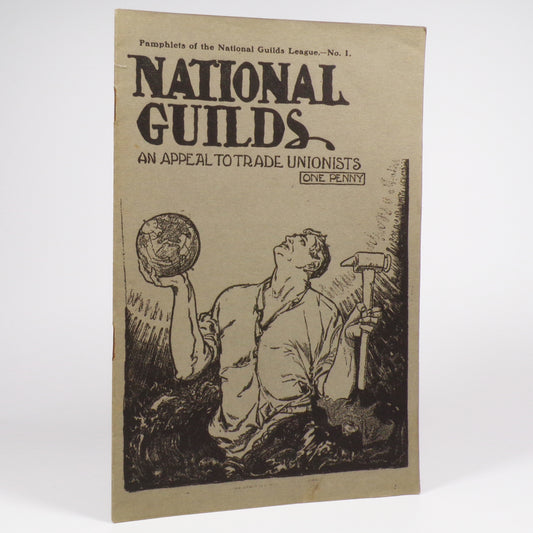 Pamphlets of the National Guilds League.—No. 1.
NATIONAL
GUILDS
AN APPEAL TO TRADE UNIONISTS
ONE PENNY